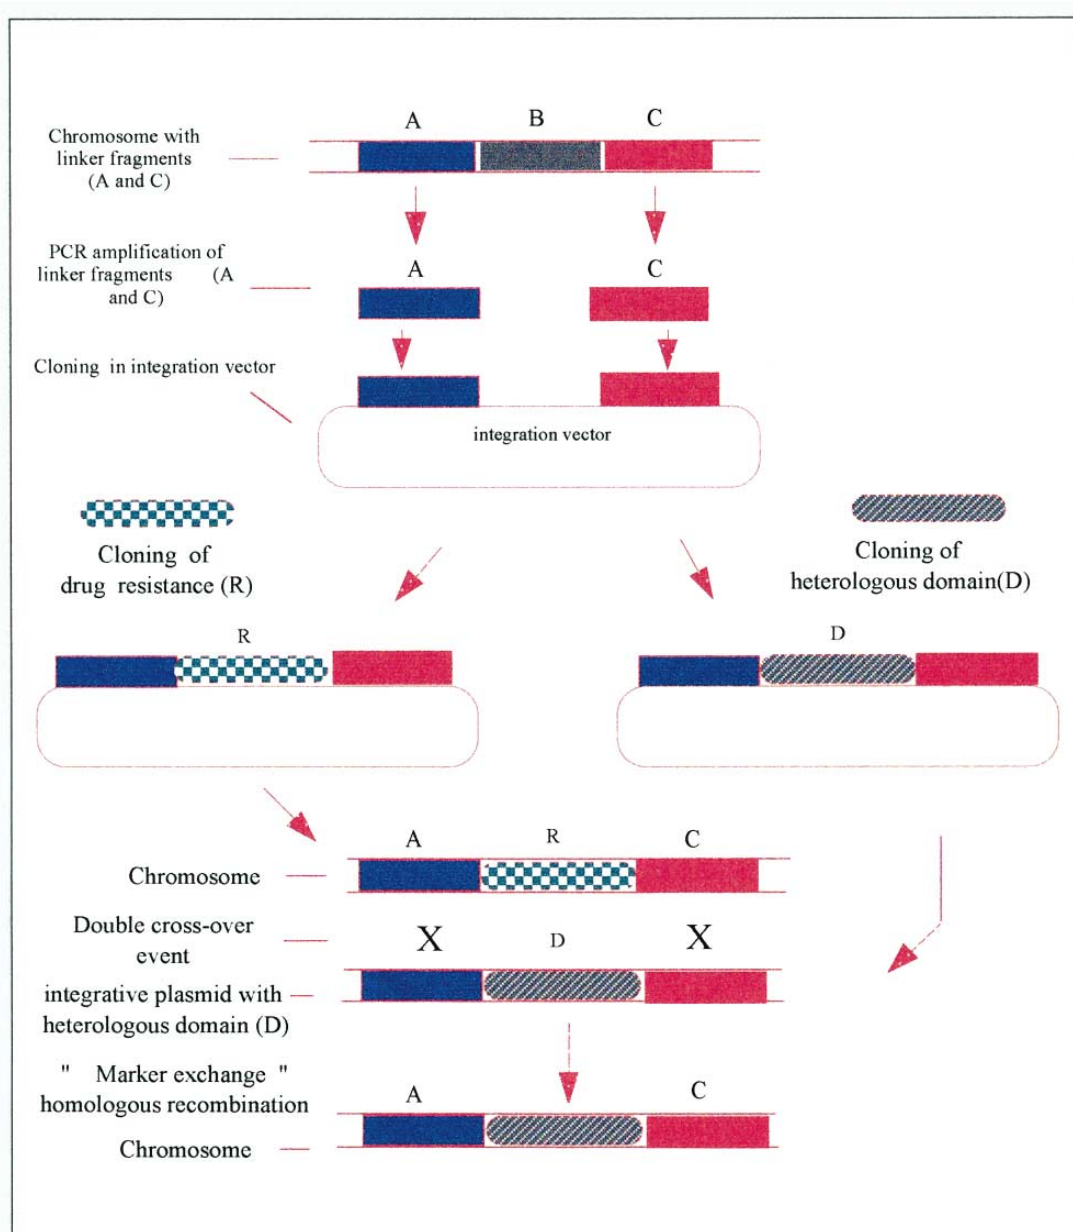 A B C
Chromosome with
linker fragments
(A and C)
PCR amplification of
linker fragments (A
and C)
A C
Cloning in integration vector
integration vector
Cloning of
drug resistance (R)
Cloning of
heterologous domain(D)
R
D
A R C
Chromosome
Double cross-over
event
X D X
integrative plasmid with
heterologous domain (D)
" Marker exchange "
homologous recombination
A C
Chromosome